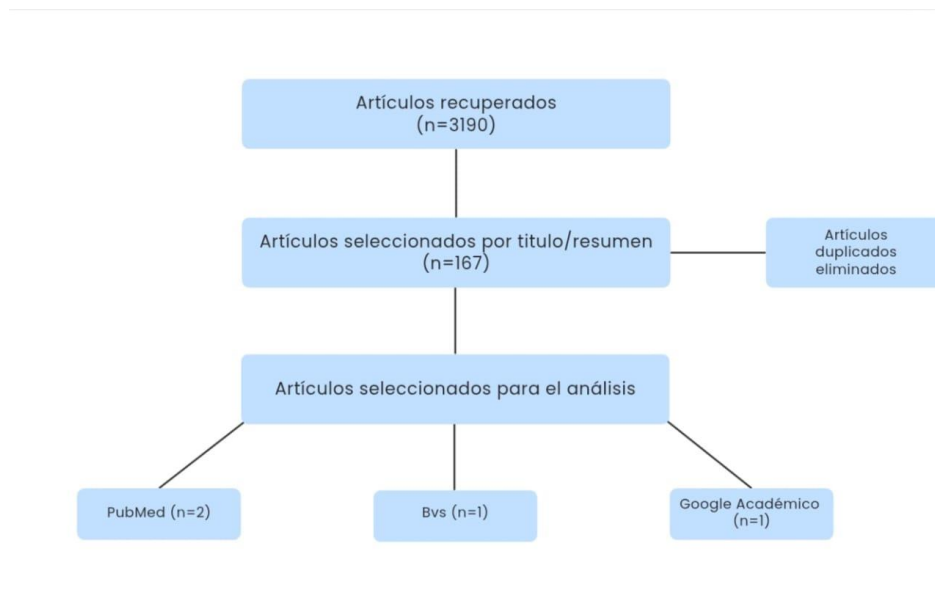 Artículos recuperados
(n=3190)
Artículos seleccionados por titulo/resumen
(n=167)
Artículos
duplicados
eliminados
Artículos seleccionados para el análisis
PubMed (n=2)
Bvs (n=1)
Google Académico
(n=1)